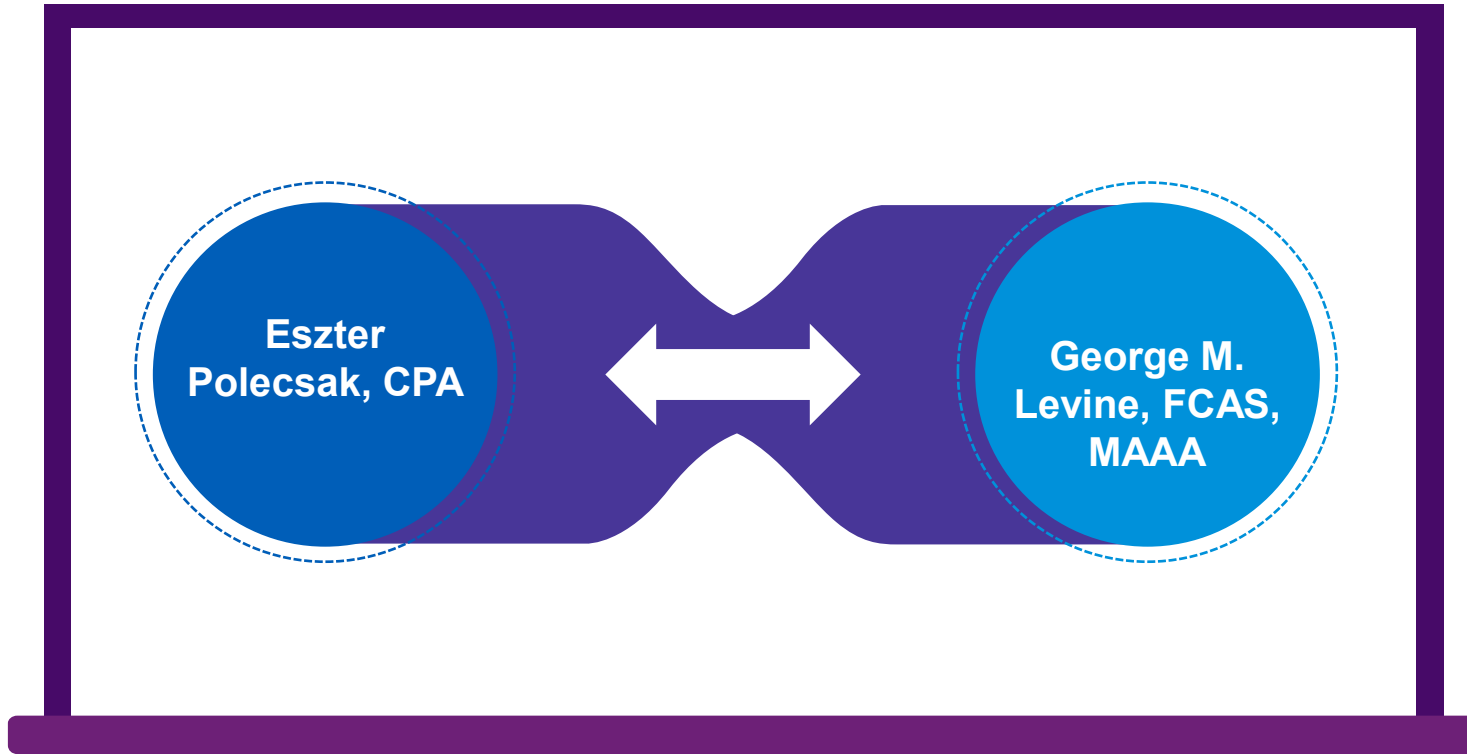 Eszter
Polecsak, CPA
George M.
Levine, FCAS,
MAAA